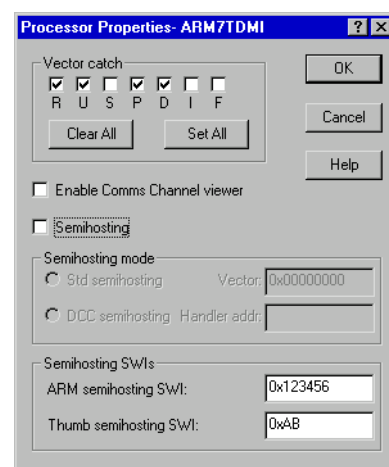 Processor Properties- ARM7TDMI
Vector catch
R U S P D I F
Clear All Set All
OK
Cancel
Help
Enable Comms Channel viewer
Semihosting
Semihosting mode
Std semihosting Vector: 0x00000000
DCC semihosting Handler addr:
Semihosting SWIs
ARM semihosting SWI: 0x123456
Thumb semihosting SWI: 0xAB